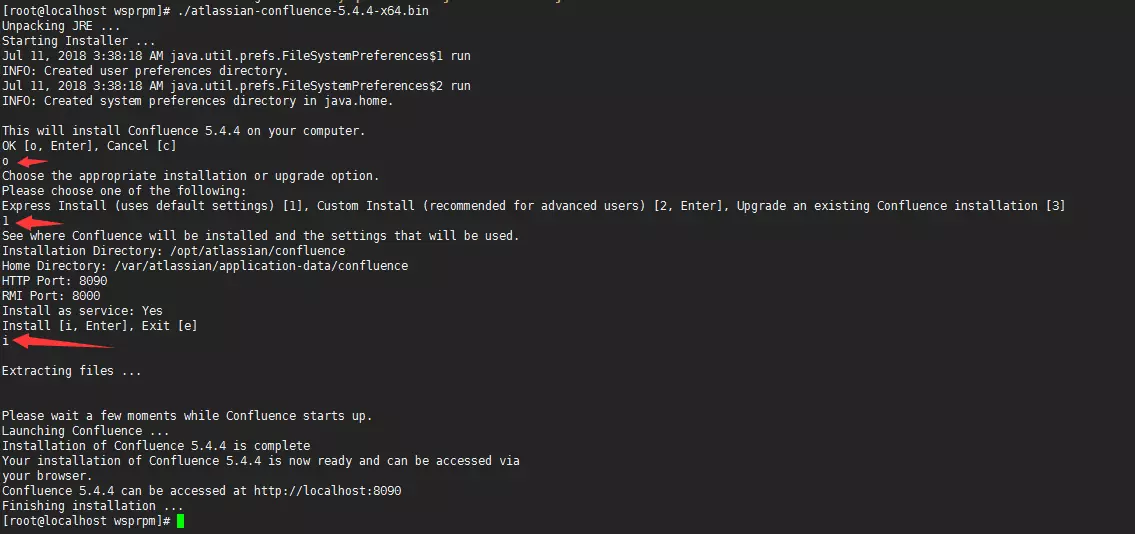 [root@localhost wsprpm]# ./atlassian-confluence-5.4.4-x64.bin
Unpacking JRE ...
Starting Installer ...
Jul 11, 2018 3:38:18 AM java.util.prefs.FileSystemPreferences$1 run
INFO: Created user preferences directory.
Jul 11, 2018 3:38:18 AM java.util.prefs.FileSystemPreferences$2 run
INFO: Created system preferences directory in java.home.
This will install Confluence 5.4.4 on your computer.
OK [o, Enter], Cancel [c]
o
Choose the appropriate installation or upgrade option.
Please choose one of the following:
Express Install (uses default settings) [1], Custom Install (recommended for advanced users) [2, Enter], Upgrade an existing Confluence installation [3]
1
See where Confluence will be installed and the settings that will be used.
Installation Directory: /opt/atlassian/confluence
Home Directory: /var/atlassian/application-data/confluence
HTTP Port: 8090
RMI Port: 8000
Install as service: Yes
Install [i, Enter], Exit [e]
i
Extracting files ...
Please wait a few moments while Confluence starts up.
Launching Confluence ...
Installation of Confluence 5.4.4 is complete
Your installation of Confluence 5.4.4 is now ready and can be accessed via
your browser.
Confluence 5.4.4 can be accessed at http://localhost:8090
Finishing installation ...
[root@localhost wsprpm]#